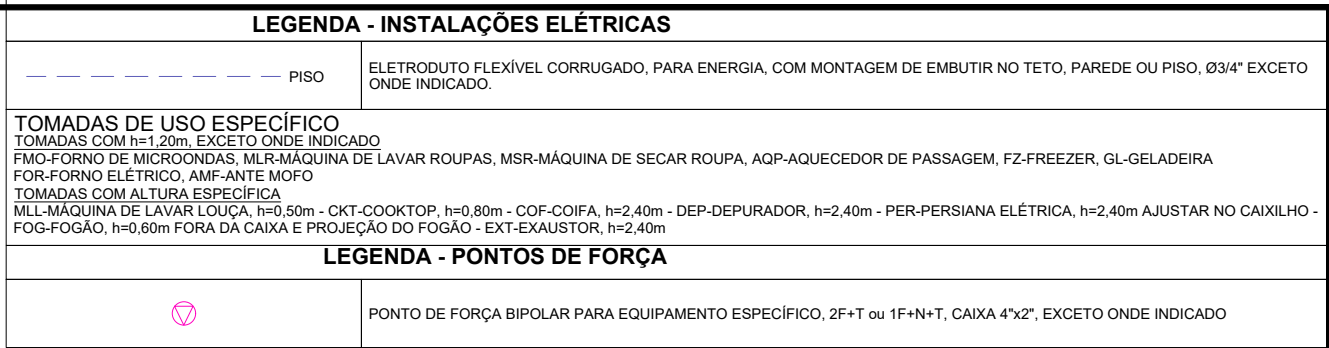 LEGENDA - INSTALAÇÕES ELÉTRICAS
PISO
ELETRODUTO FLEXÍVEL CORRUGADO, PARA ENERGIA, COM MONTAGEM DE EMBUTIR NO TETO, PAREDE OU PISO, Ø3/4" EXCETO
ONDE INDICADO.
TOMADAS DE USO ESPECÍFICO
TOMADAS COM h=1,20m, EXCETO ONDE INDICADO
FMO-FORNO DE MICROONDAS, MLR-MÁQUINA DE LAVAR ROUPAS, MSR-MÁQUINA DE SECAR ROUPA, AQP-AQUECEDOR DE PASSAGEM, FZ-FREEZER, GL-GELADEIRA
FOR-FORNO ELÉTRICO, AMF-ANTE MOFO
TOMADAS COM ALTURA ESPECÍFICA
MLL-MÁQUINA DE LAVAR LOUÇA, h=0,50m - CKT-COOKTOP, h=0,80m - COF-COIFA, h=2,40m - DEP-DEPURADOR, h=2,40m - PER-PERSIANA ELÉTRICA, h=2,40m AJUSTAR NO CAIXILHO -
FOG-FOGÃO, h=0,60m FORA DA CAIXA E PROJEÇÃO DO FOGÃO - EXT-EXAUSTOR, h=2,40m
LEGENDA - PONTOS DE FORÇA
PONTO DE FORÇA BIPOLAR PARA EQUIPAMENTO ESPECÍFICO, 2F+T ou 1F+N+T, CAIXA 4"x2", EXCETO ONDE INDICADO